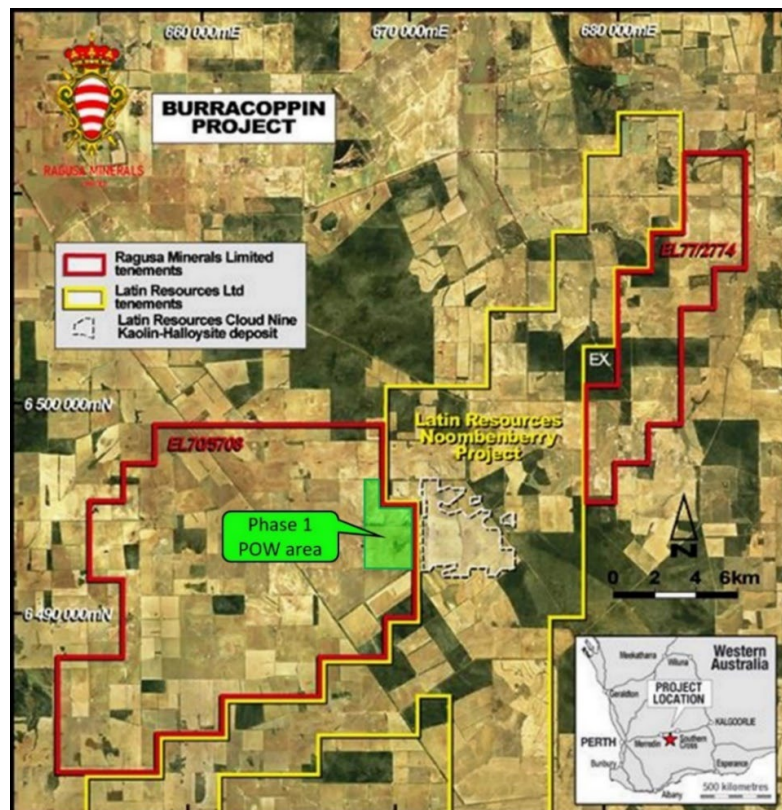 660 000mE
670 000mE
680 000mE
BURRACOPPIN
PROJECT
RAGUSA MINERALS
Ragusa Minerals Limited
tenements
Latin Resources Ltd
tenements
Latin Resources Cloud Nine
Kaolin-Halloysite deposit
EL77/2774
EX.
6 500 000mN
Latin Resources
Noombenberry
Project
EL70/5708
Phase 1
POW area
N
0 2 4 6km
6 490 000mN
Western
Australia
Meekatharra
Wiluna
Geraldton
PROJECT
LOCATION
KALGOORLIE
PERTH
Merredin
Southern
Cross
Bunbury
Esperance
Albany
500 kilometres